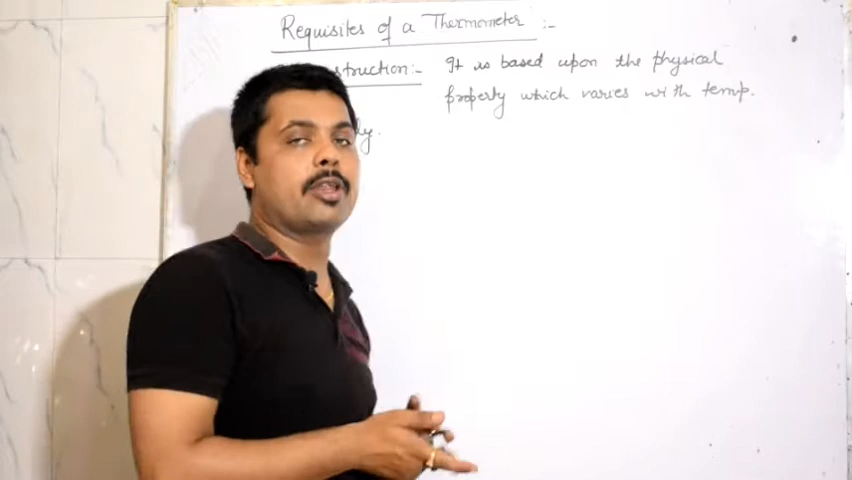 Requisites of a Thermometer :-
struction:- It is based upon the physical
property which varies with temp.